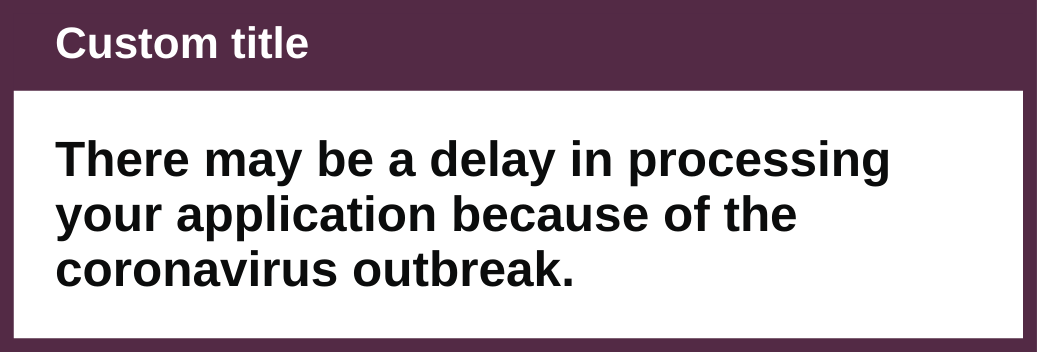 Custom title
There may be a delay in processing
your application because of the
coronavirus outbreak.